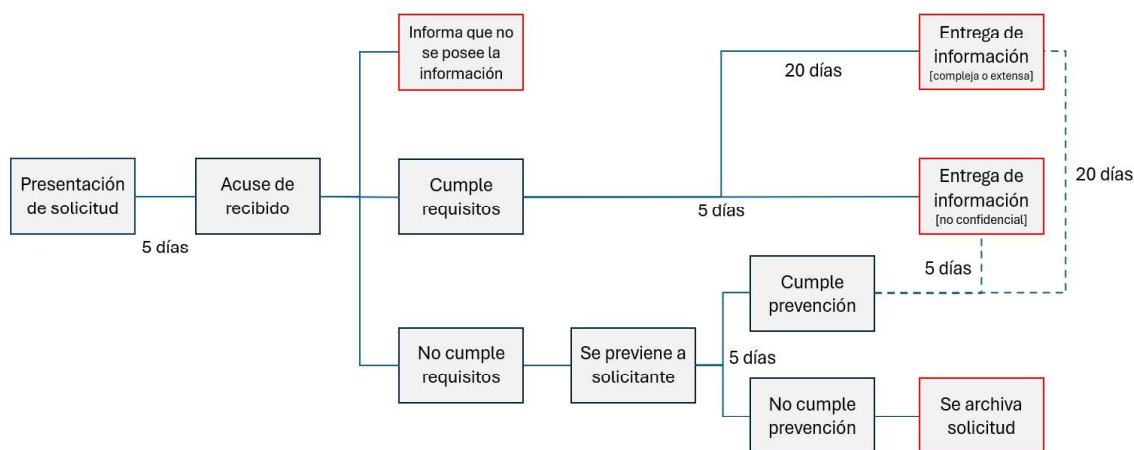 Informa que no
se posee la
información
Entrega de
información
[compleja o extensa]
20 días
Presentación
de solicitud
5 días
Acuse de
recibido
Cumple
requisitos
5 días
Entrega de
información
[no confidencial]
20 días
5 días
Cumple
prevención
No cumple
requisitos
Se previene a
solicitante
5 días
No cumple
prevención
Se archiva
solicitud